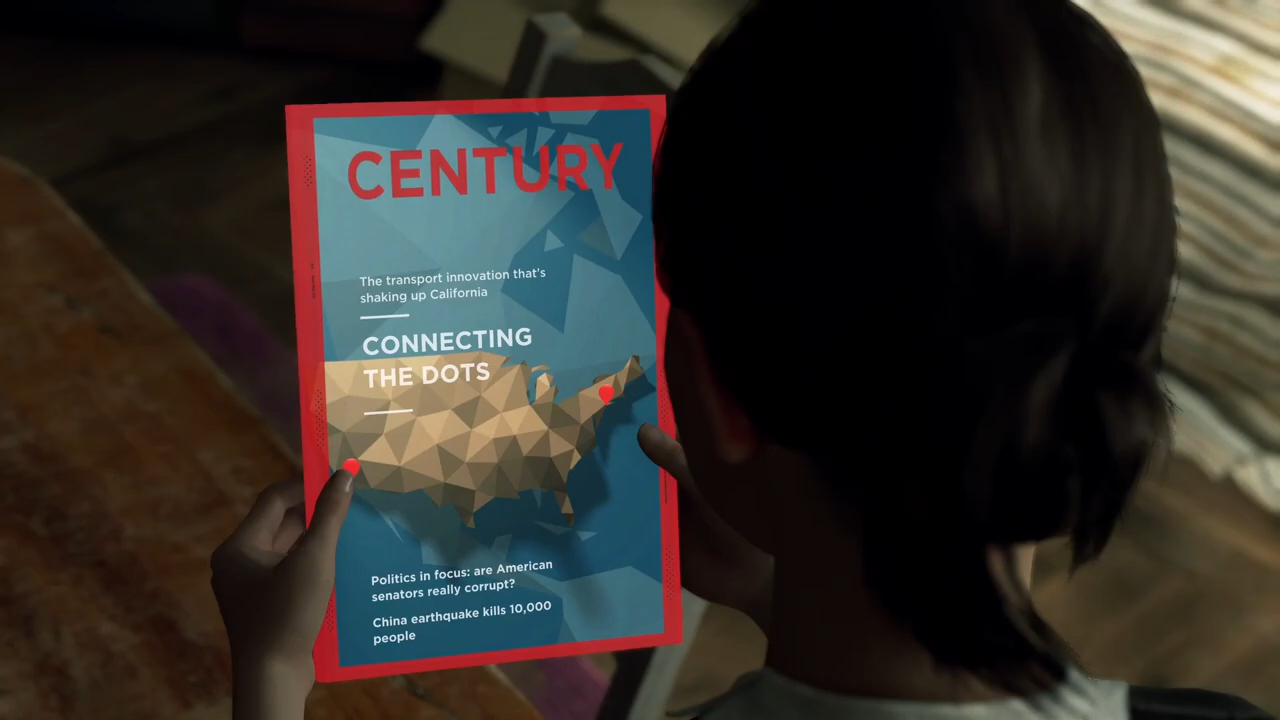 CENTURY
The transport innovation that's
shaking up California
CONNECTING
THE DOTS
Politics in focus: are American
senators really corrupt?
China earthquake kills 10,000
people